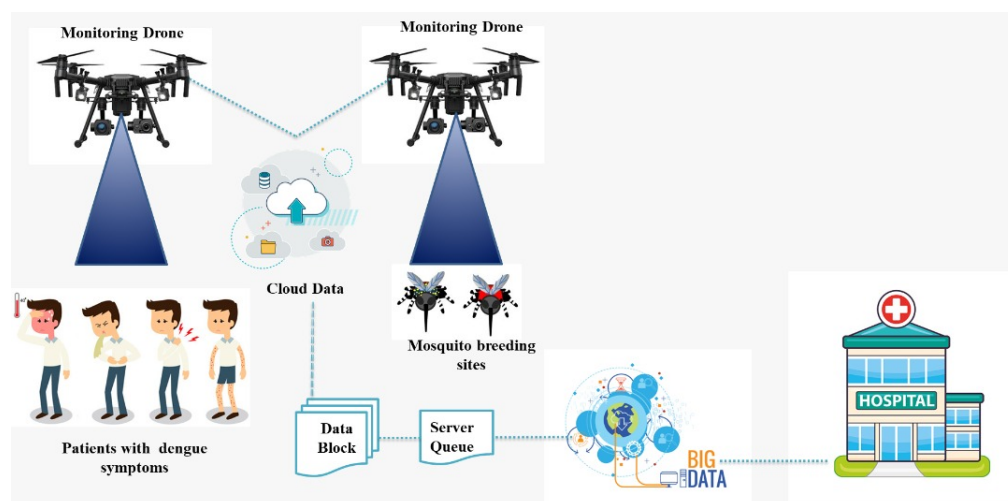 Monitoring Drone
Monitoring Drone
Cloud Data
Mosquito breeding
sites
Patients with dengue
symptoms
Data
Block
Server
Queue
BIG
DATA
HOSPITAL